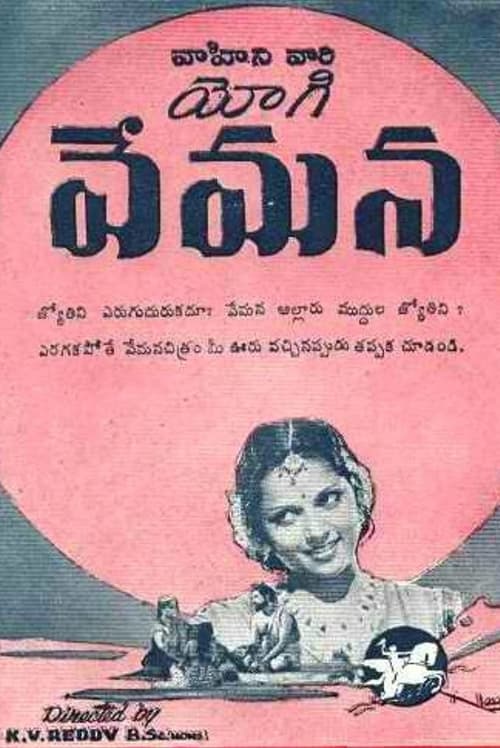 వాహిని వారి
యోగి
వేమన
జ్యోతిని ఎరుగుదురుకదూ? వేమన అల్లారు ముద్దుల జ్యోతిని ?
ఎరగకపోతే వేమనచిత్రం మీ ఊరు వచ్చినప్పుడు తప్పక చూడండి.
Directed by
K.V. REDDY B.Sc. (HONS)